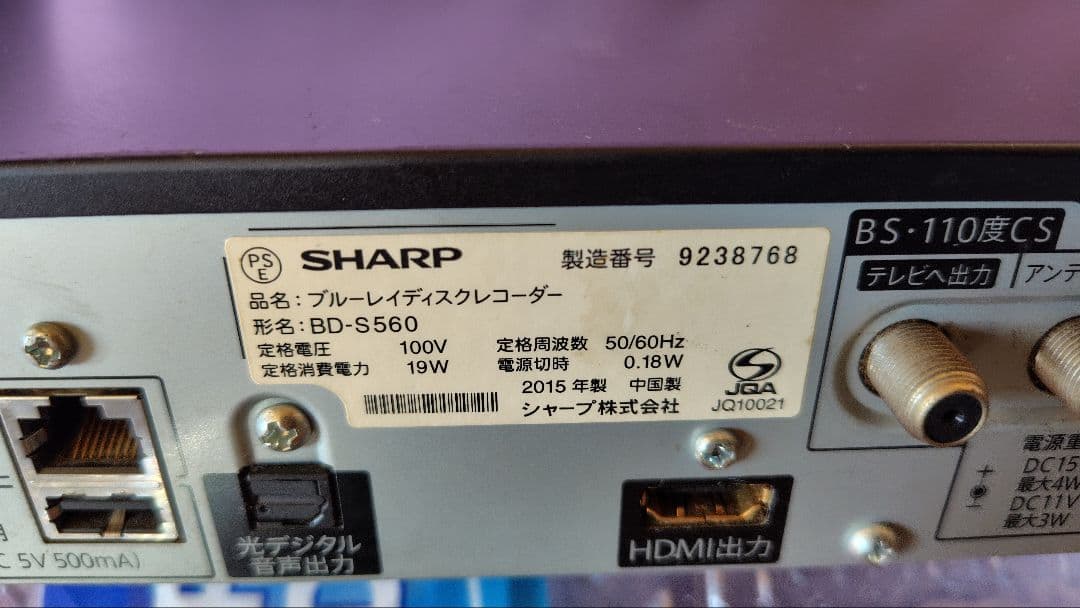 PS
E
SHARP
製造番号 9238768
品名：ブルーレイディスクレコーダー
形名：BD-S560
定格電圧 100V 定格周波数 50/60Hz
定格消費電力 19W 電源切時 0.18W
2015年製 中国製
シャープ株式会社
JQA
JQ10021
BS・110度CS
テレビへ出力
アンテ
電源重
DC15
最大4W
DC11V
最大3W
用
C 5V 500mA)
光デジタル
音声出力
HDMI出力